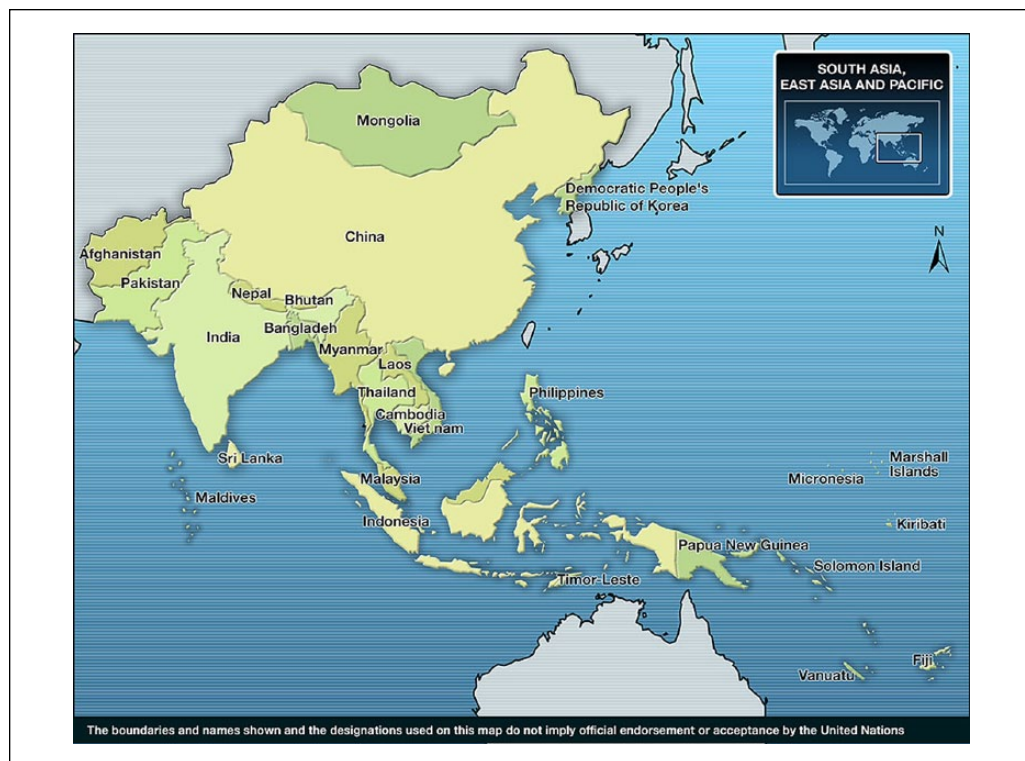 SOUTH ASIA,
EAST ASIA AND PACIFIC
Mongolia
Democratic People's
Republic of Korea
N
China
Afghanistan
Pakistan
Nepal
Bhutan
Bangladeh
India
Myanmar
Laos
Thailand
Philippines
Cambodia
Viet nam
Sri Lanka
Marshall
Islands
Malaysia
Micronesia
Maldives
Indonesia
Kiribati
Papua New Guinea
Solomon Island
Timor-Leste
Fiji
Vanuatu
The boundaries and names shown and the designations used on this map do not imply official endorsement or acceptance by the United Nations